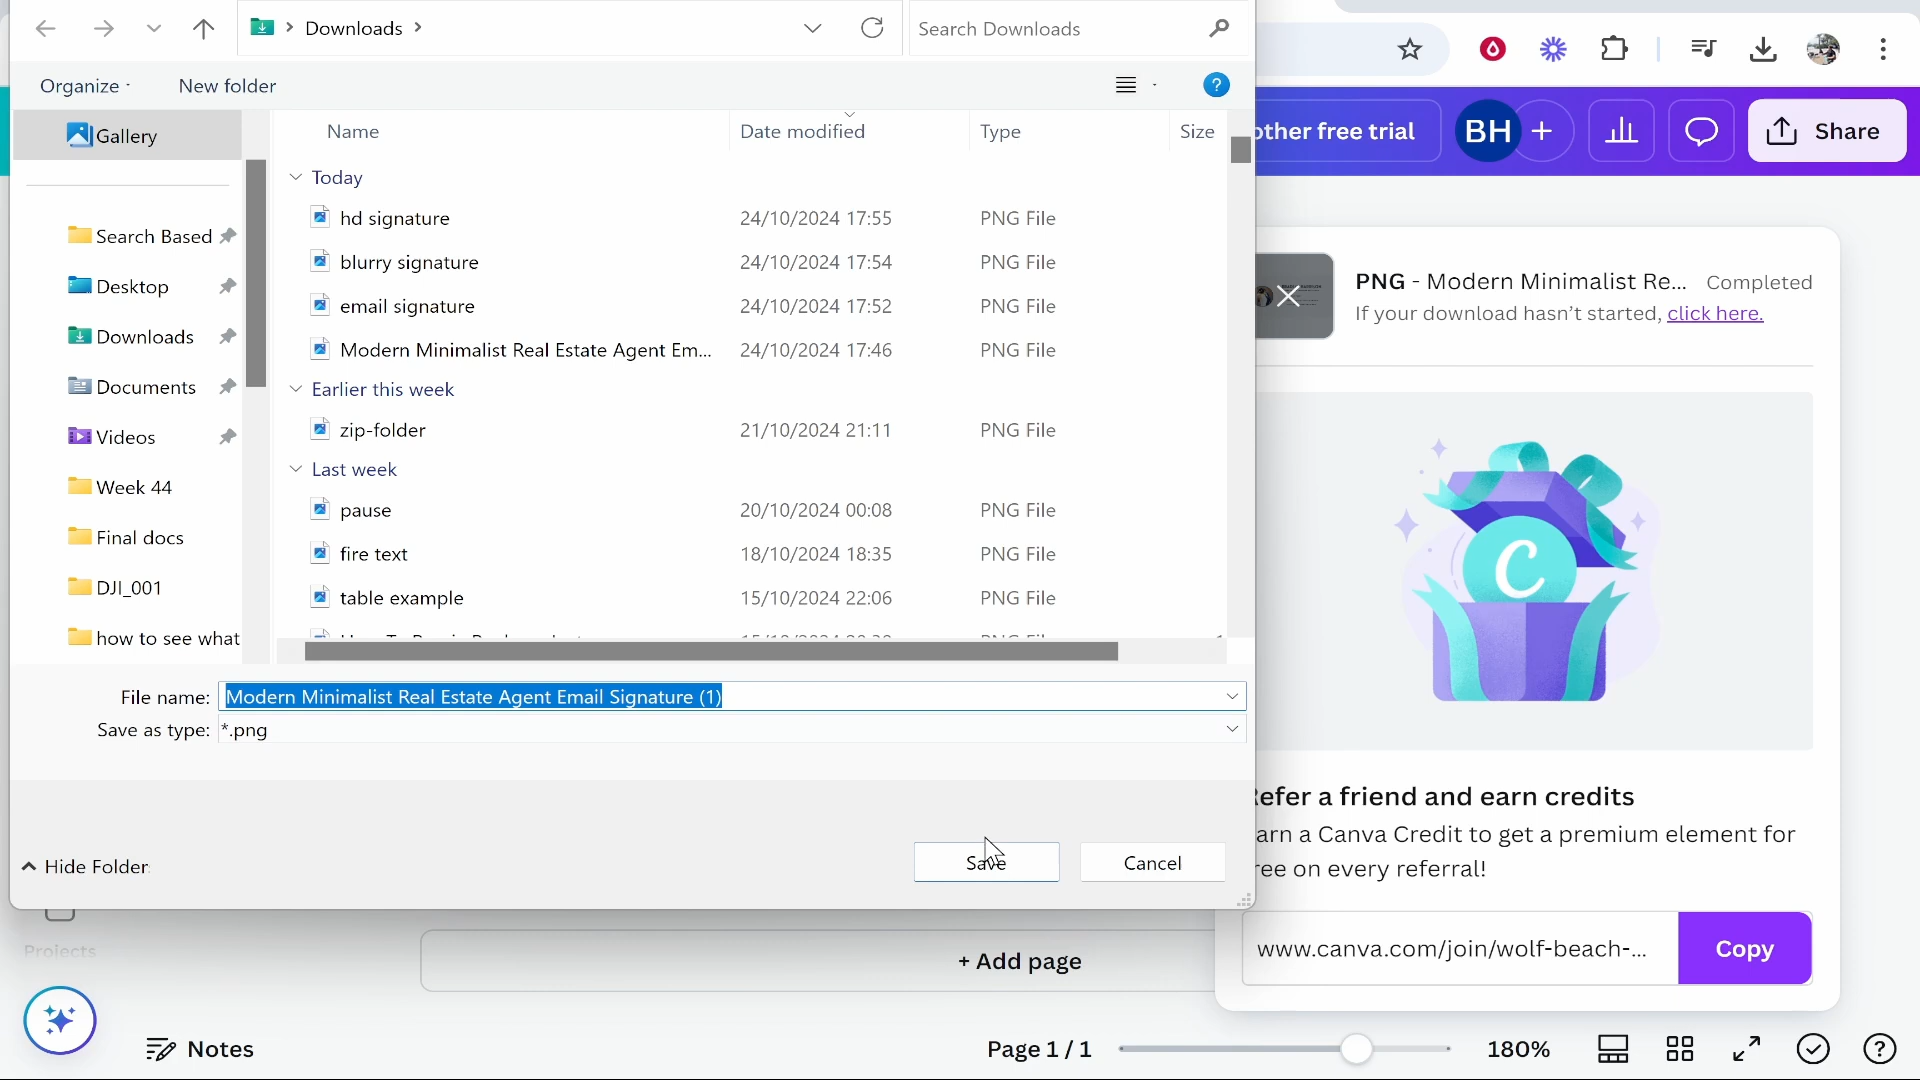 Downloads
Search Downloads
Organize
New folder
?
other free trial
BH
+
Share
Gallery
Name
Date modified
Type
Size
Today
hd signature 24/10/2024 17:55 PNG File
Search Based
blurry signature 24/10/2024 17:54 PNG File
Desktop
email signature 24/10/2024 17:52 PNG File
Downloads
Modern Minimalist Real Estate Agent Em... 24/10/2024 17:46 PNG File
Documents
Earlier this week
Videos
zip-folder 21/10/2024 21:11 PNG File
Last week
Week 44
pause 20/10/2024 00:08 PNG File
Final docs
fire text 18/10/2024 18:35 PNG File
DJI_001
table example 15/10/2024 22:06 PNG File
how to see what
File name: Modern Minimalist Real Estate Agent Email Signature (1)
Save as type: *.png
Hide Folder
Save
Cancel
PNG - Modern Minimalist Re... Completed
If your download hasn't started, click here.
C
Refer a friend and earn credits
earn a Canva Credit to get a premium element for
free on every referral!
www.canva.com/join/wolf-beach-...
Copy
Projects
+ Add page
Notes
Page 1 / 1
180%
?